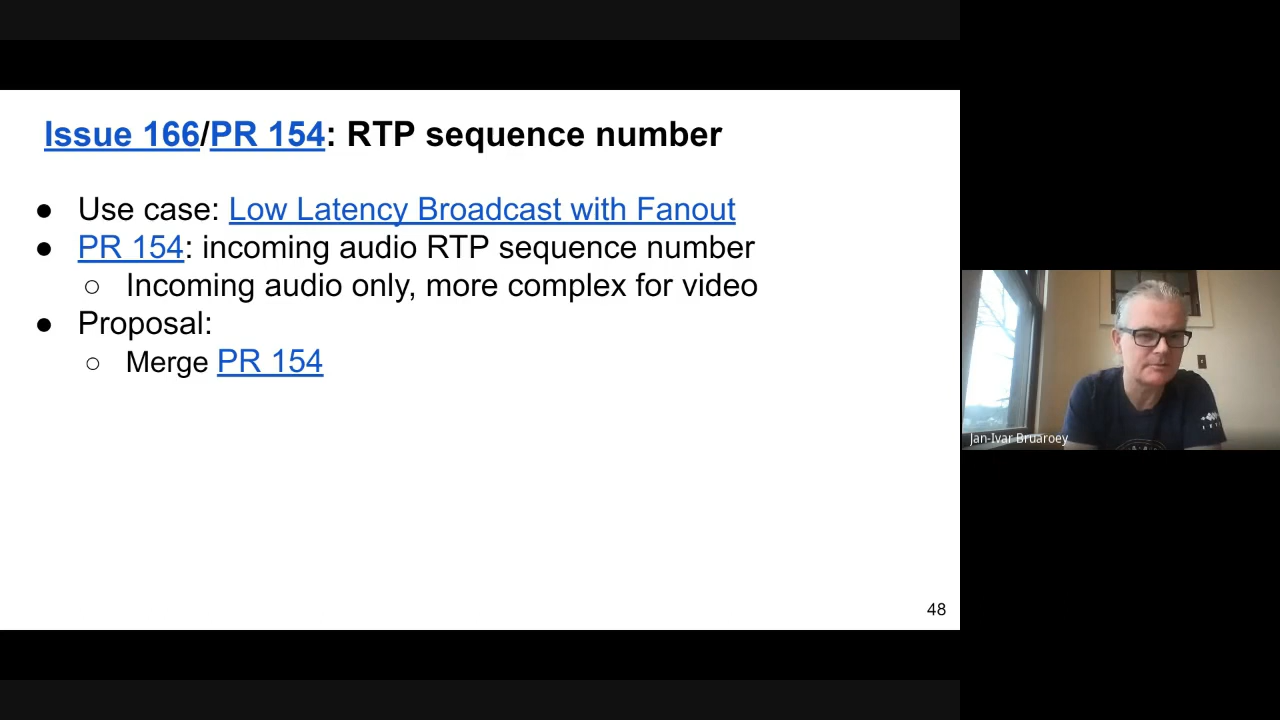 Issue 166/PR 154: RTP sequence number
● Use case: Low Latency Broadcast with Fanout
● PR 154: incoming audio RTP sequence number
○ Incoming audio only, more complex for video
● Proposal:
○ Merge PR 154
48
Jan-Ivar Bruaroey